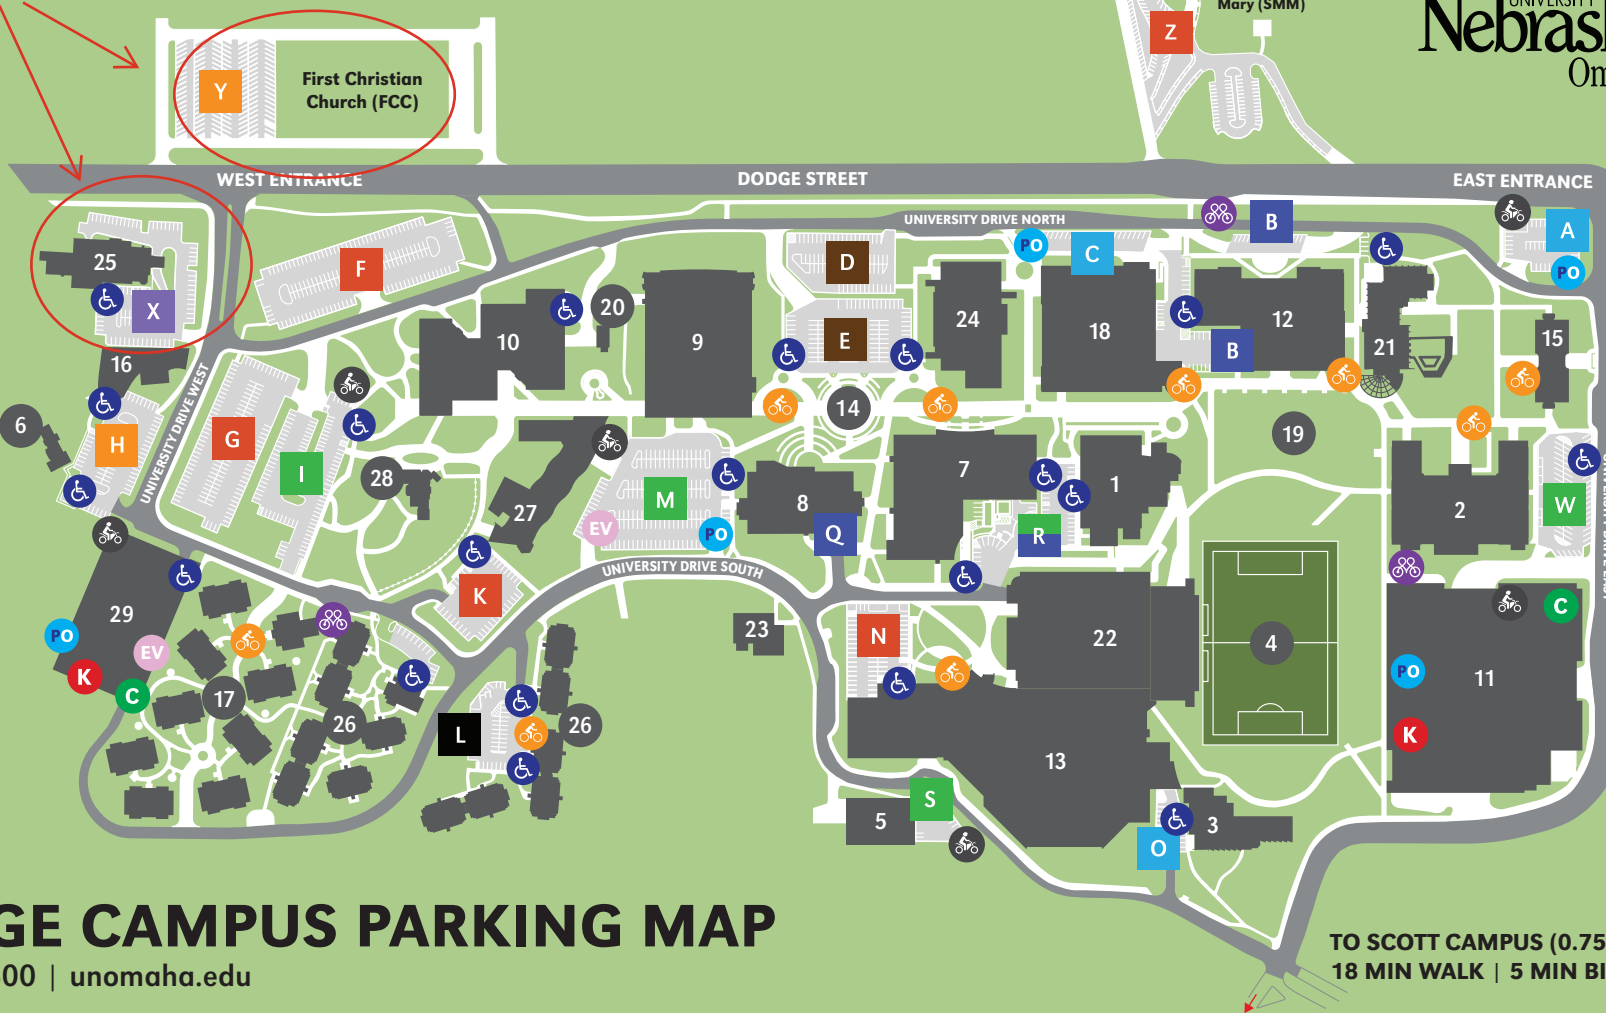 Mary (SMM)
UNIVERSITY
Z
Nebras
Om
Y
First Christian
Church (FCC)
WEST ENTRANCE
DODGE STREET
EAST ENTRANCE
UNIVERSITY DRIVE NORTH
B
A
PO
C
PO
25
X
F
D
20
10
9
E
24
18
12
B
21
15
16
UNIVERSITY DRIVE WEST
14
6
H
G
I
28
19
27
M
EV
PO
8
Q
7
R
1
2
W
UNIVERSITY DRIVE SOUTH
K
29
PO
EV
K
C
17
26
L
26
23
N
22
4
C
PO
11
K
13
S
5
3
O
GE CAMPUS PARKING MAP
00 | unomaha.edu
TO SCOTT CAMPUS (0.75
18 MIN WALK | 5 MIN BI